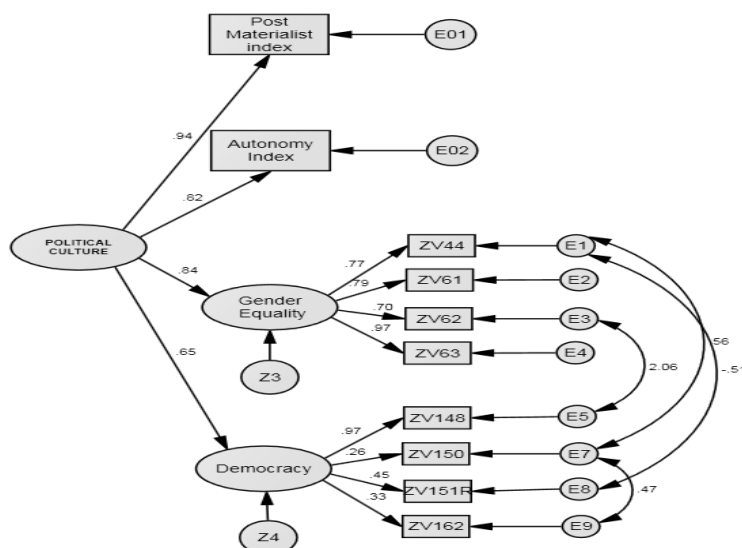 Post
Materialist
index
E01
.94
Autonomy
Index
E02
.82
POLITICAL
CULTURE
.84
Gender
Equality
.77
ZV44
E1
.79
ZV61
E2
.70
ZV62
E3
.97
ZV63
E4
56
-.51
2.06
.65
Z3
.97
ZV148
E5
Democracy
.26
ZV150
E7
.45
ZV151R
E8
.47
.33
ZV162
E9
Z4